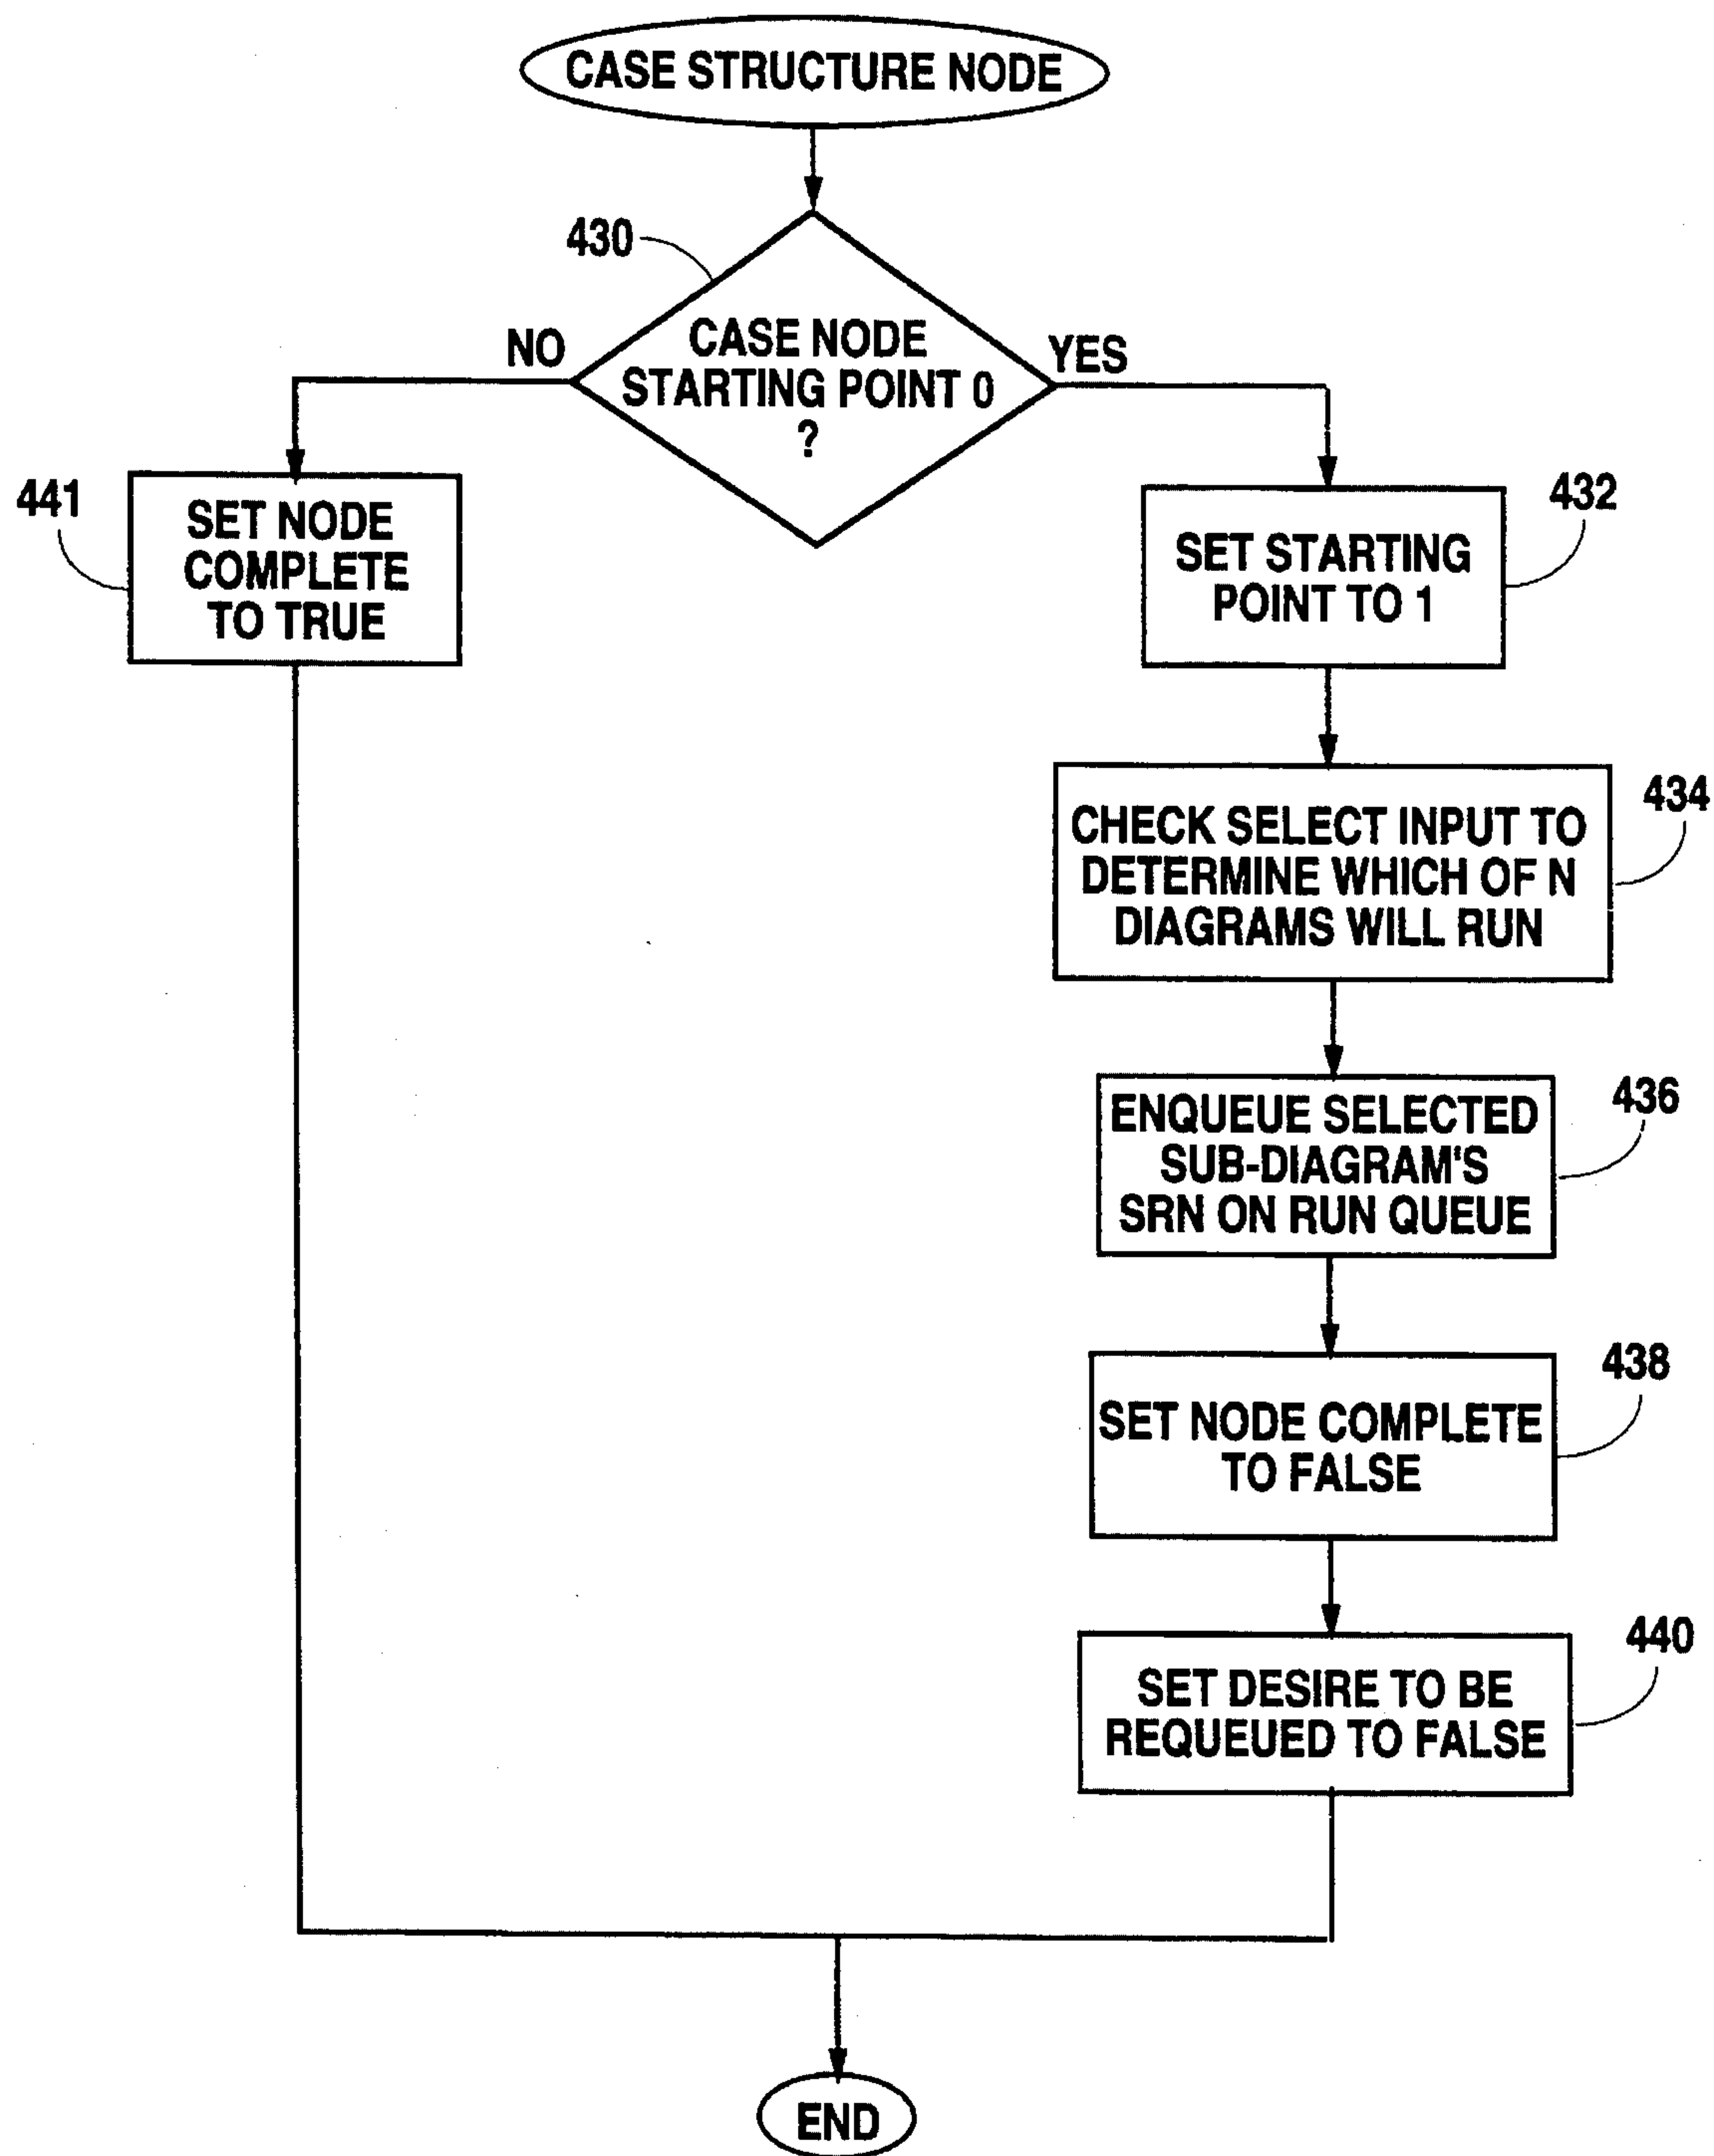 CASE STRUCTURE NODE
430
CASE NODE
STARTING POINT 0
?
NO
YES
441
SET NODE
COMPLETE
TO TRUE
432
SET STARTING
POINT TO 1
434
CHECK SELECT INPUT TO
DETERMINE WHICH OF N
DIAGRAMS WILL RUN
436
ENQUEUE SELECTED
SUB-DIAGRAM'S
SRN ON RUN QUEUE
438
SET NODE COMPLETE
TO FALSE
440
SET DESIRE TO BE
REQUEUED TO FALSE
END